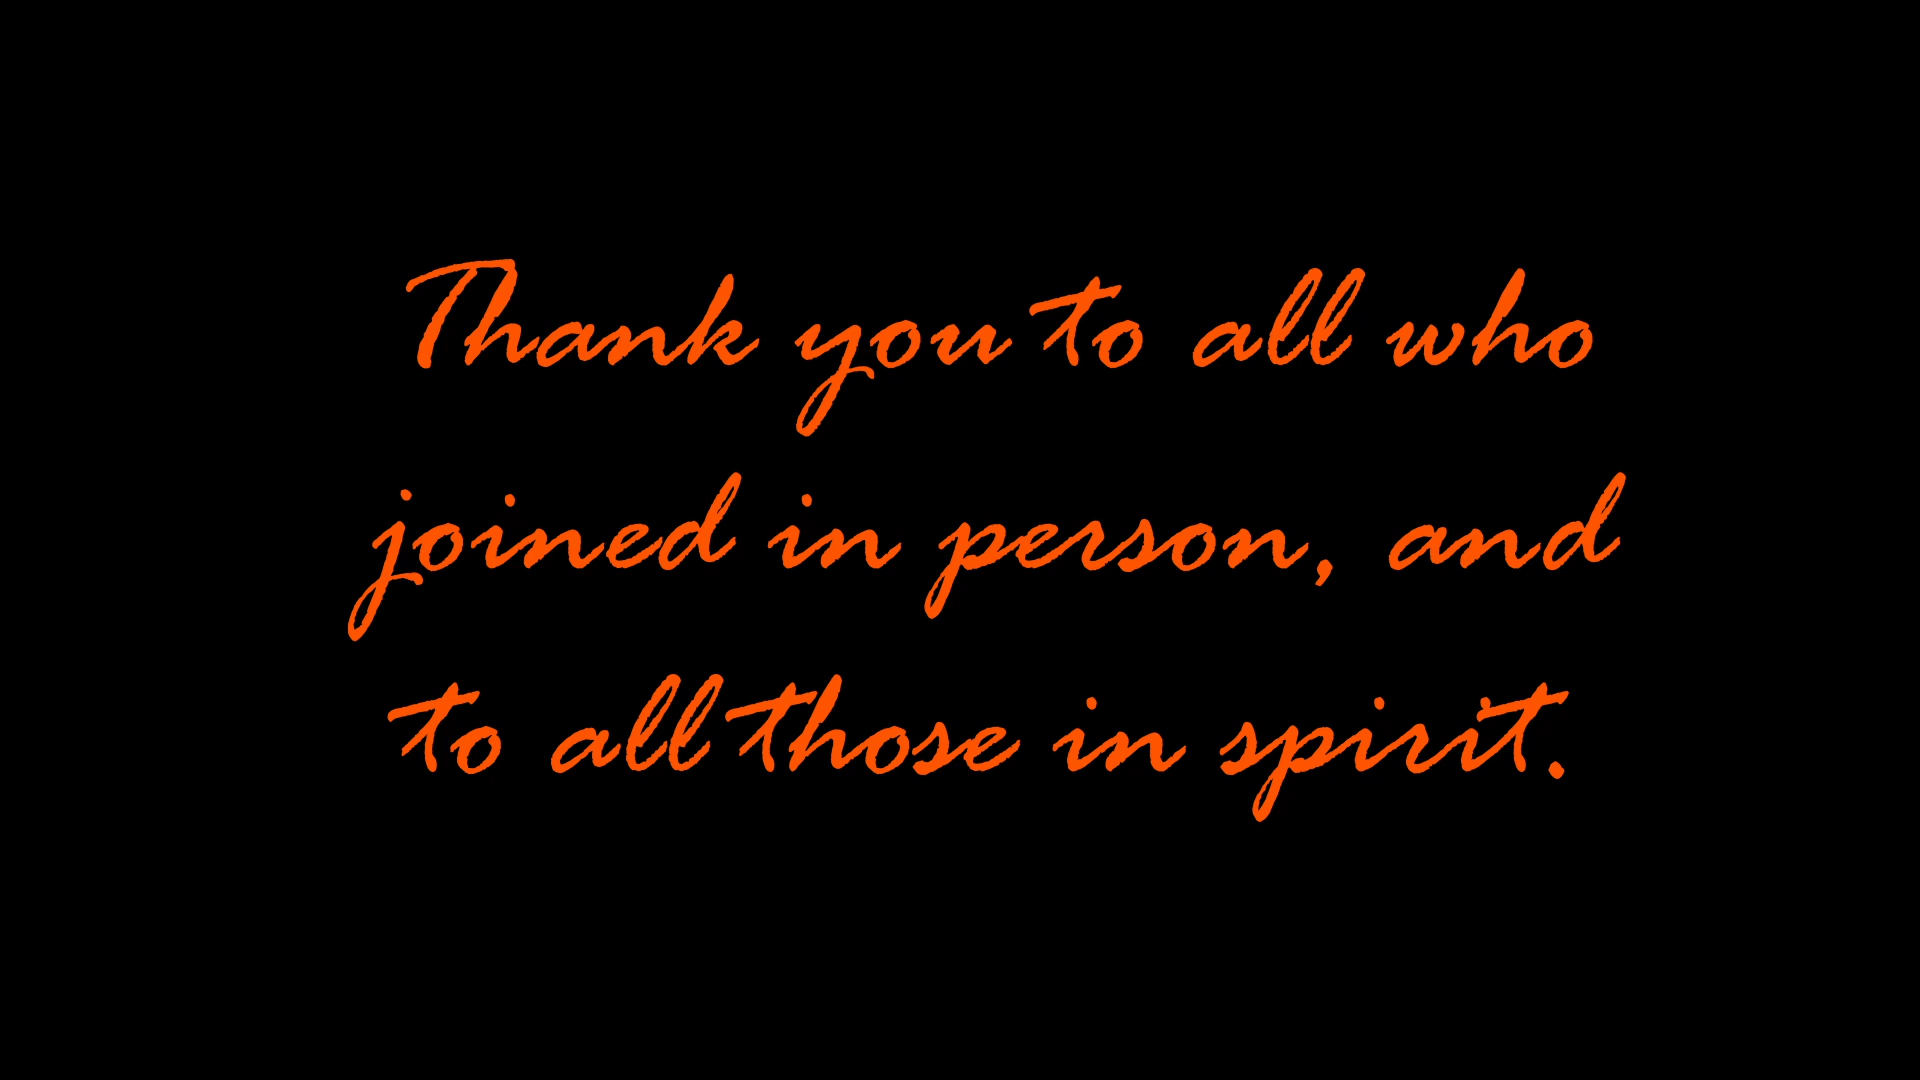 Thank you to all who
joined in person, and
to all those in spirit.